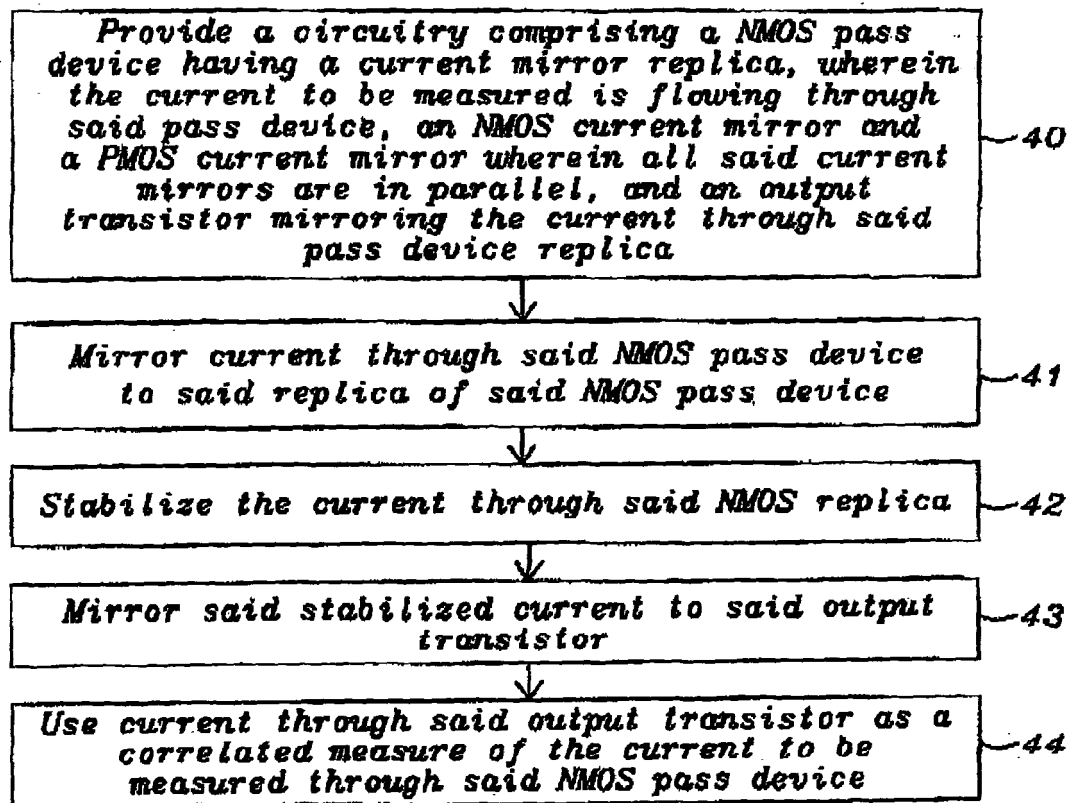 Provide a circuitry comprising a NMOS pass
device having a current mirror replica, wherein
the current to be measured is flowing through
said pass device, an NMOS current mirror and
a PMOS current mirror wherein all said current
mirrors are in parallel, and an output
transistor mirroring the current through said
pass device replica
40
Mirror current through said NMOS pass device
to said replica of said NMOS pass device
41
Stabilize the current through said NMOS replica
42
Mirror said stabilized current to said output
transistor
43
Use current through said output transistor as a
correlated measure of the current to be
measured through said NMOS pass device
44